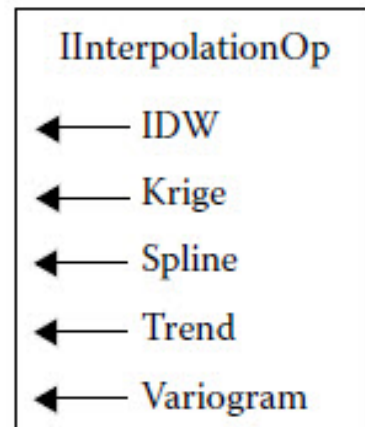 IInterpolationOp
IDW
Krige
Spline
Trend
Variogram